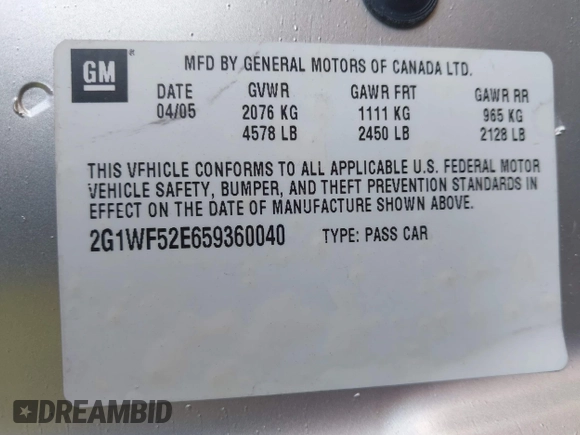 GM
®
MFD BY GENERAL MOTORS OF CANADA LTD.
DATE GVWR GAWR FRT GAWR RR
04/05 2076 KG 1111 KG 965 KG
4578 LB 2450 LB 2128 LB
THIS VEHICLE CONFORMS TO ALL APPLICABLE U.S. FEDERAL MOTOR
VEHICLE SAFETY, BUMPER, AND THEFT PREVENTION STANDARDS IN
EFFECT ON THE DATE OF MANUFACTURE SHOWN ABOVE.
2G1WF52E659360040 TYPE: PASS CAR
DREAMBID